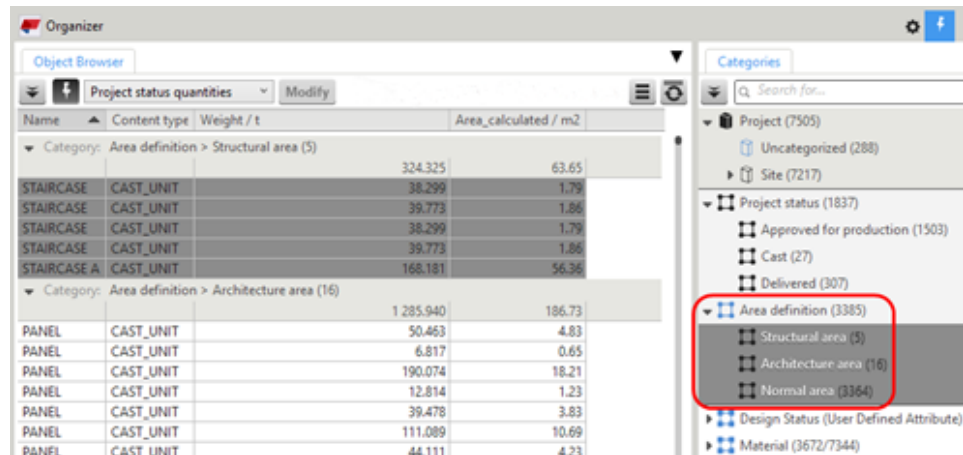 Organizer
Object Browser
Project status quantities Modify
Name Content type Weight / t Area_calculated / m2
Category: Area definition > Structural area (5)
324.325 63.65
STAIRCASE CAST_UNIT 38.299 1.79
STAIRCASE CAST_UNIT 39.773 1.86
STAIRCASE CAST_UNIT 38.299 1.79
STAIRCASE CAST_UNIT 39.773 1.86
STAIRCASE A CAST_UNIT 168.181 56.36
Category: Area definition > Architecture area (16)
1 285.940 186.73
PANEL CAST_UNIT 50.463 4.83
PANEL CAST_UNIT 6.817 0.65
PANEL CAST_UNIT 190.074 18.21
PANEL CAST_UNIT 12.814 1.23
PANEL CAST_UNIT 39.478 3.83
PANEL CAST_UNIT 111.089 10.69
PANEL CAST_UNIT 44.111 4.23
Categories
Search for...
Project (7505)
Uncategorized (288)
Site (7217)
Project status (1837)
Approved for production (1503)
Cast (27)
Delivered (307)
Area definition (3385)
Structural area (5)
Architecture area (16)
Normal area (3364)
Design Status (User Defined Attribute)
Material (3672/7344)